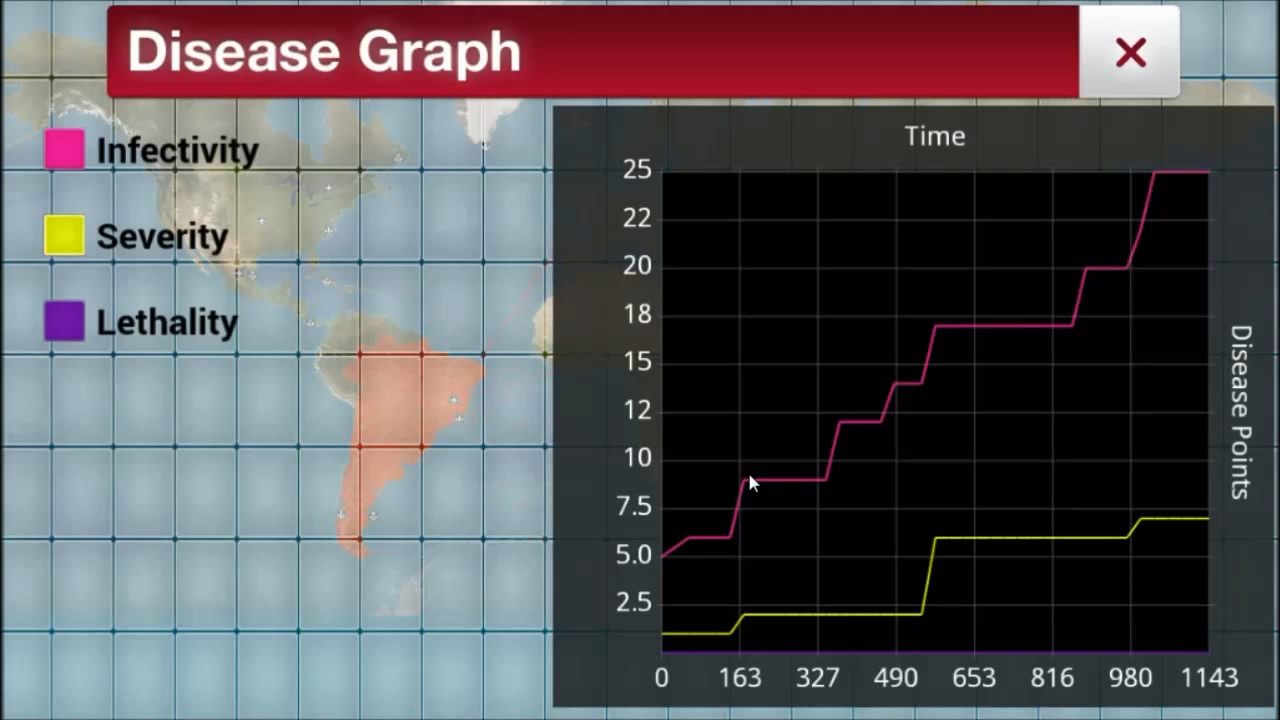 Disease Graph
Infectivity
Severity
Lethality
Time
25
22
20
18
15
12
10
7.5
5.0
2.5
0 163 327 490 653 816 980 1143
Disease Points